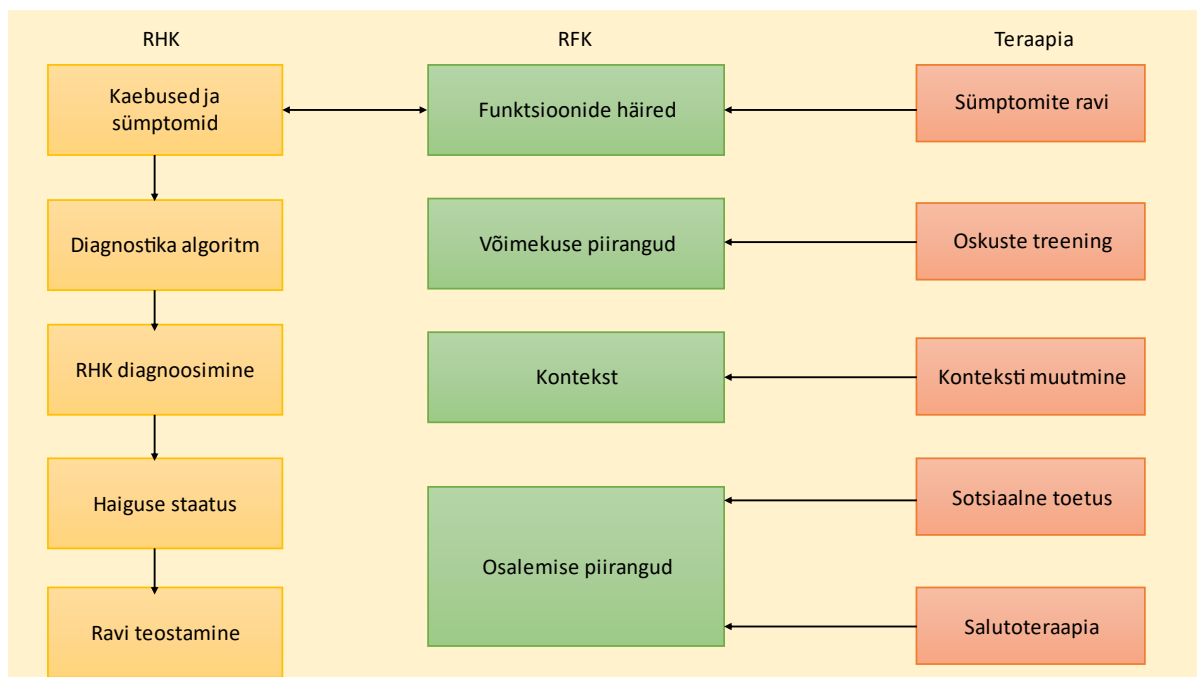 RHK
RFK
Teraapia
Kaebused ja
sümptomid
Funktsioonide häired
Sümptomite ravi
Diagnostika algoritm
Võimekuse piirangud
Oskuste treening
RHK diagnoosimine
Kontekst
Konteksti muutmine
Haiguse staatus
Osalemise piirangud
Sotsiaalne toetus
Ravi teostamine
Salutoteraapia